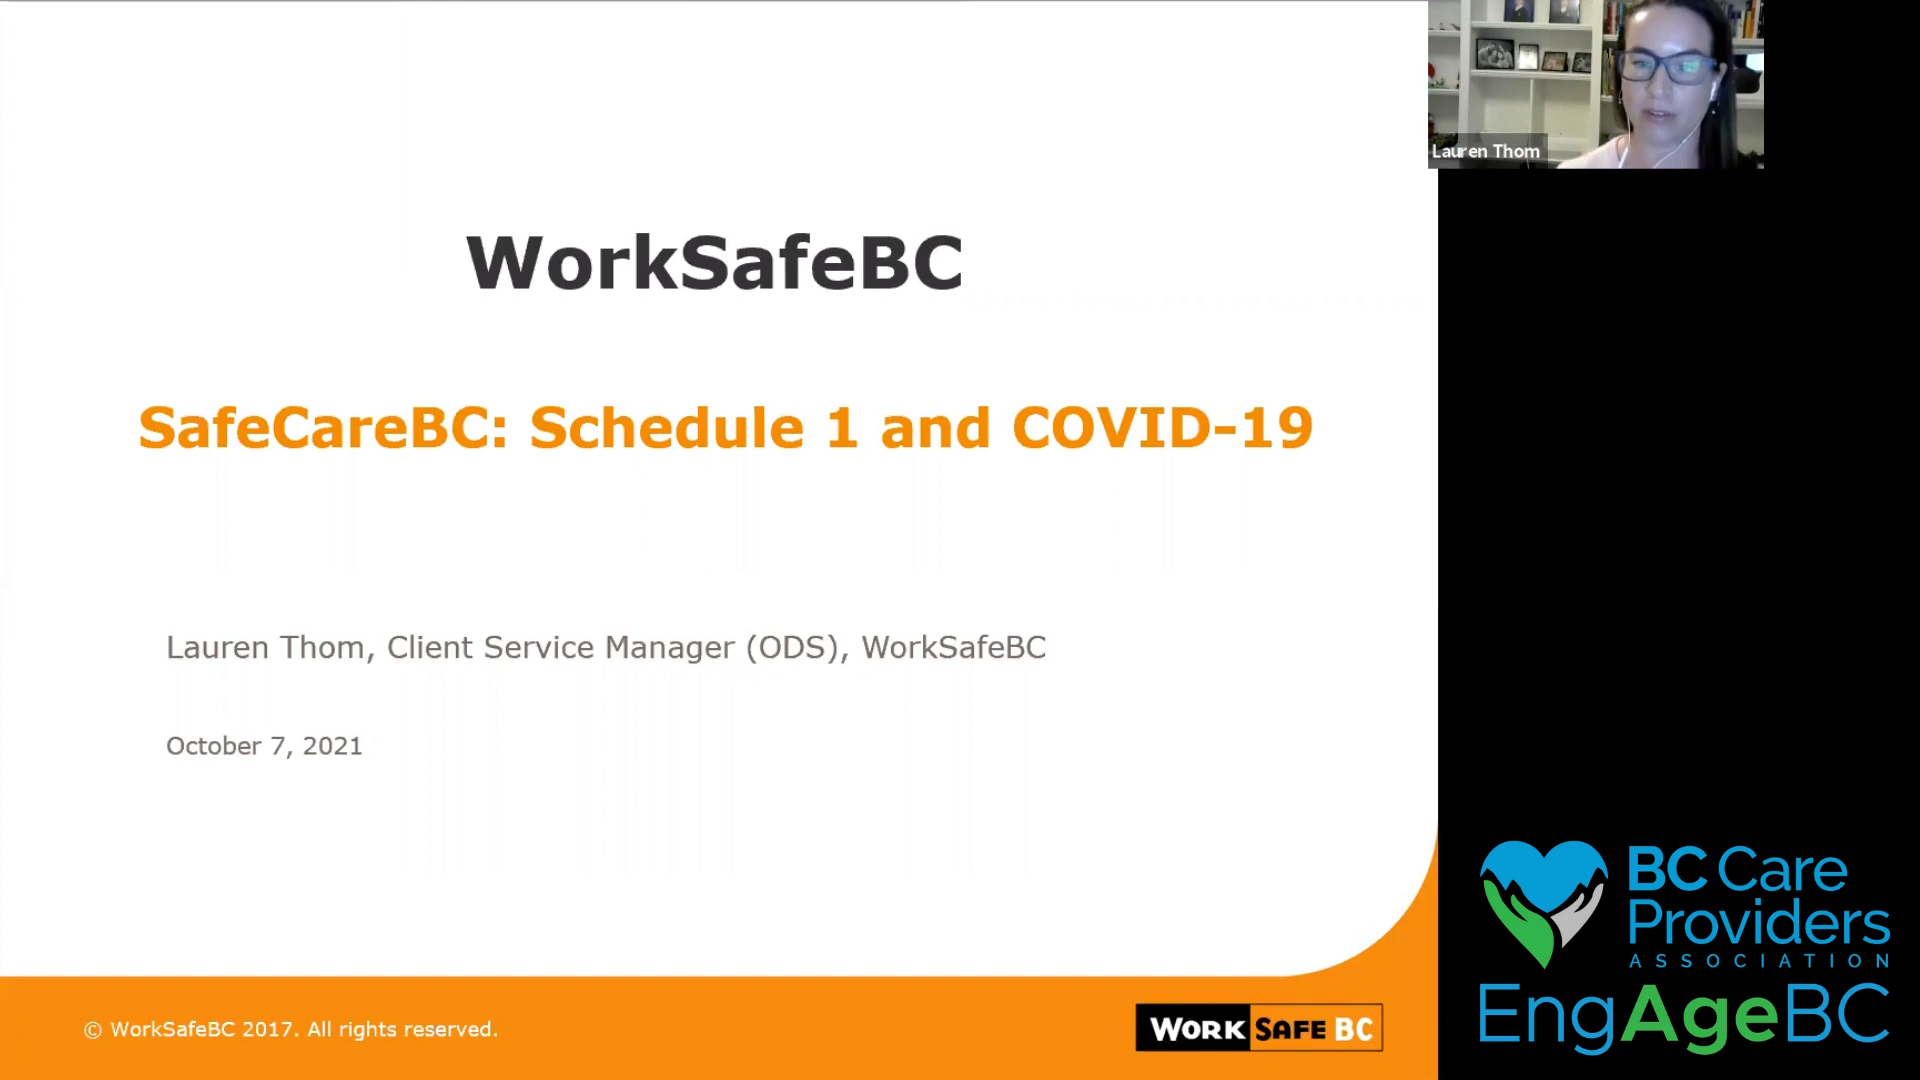 WorkSafeBC
SafeCareBC: Schedule 1 and COVID-19
Lauren Thom, Client Service Manager (ODS), WorkSafeBC
October 7, 2021
© WorkSafeBC 2017. All rights reserved.
WORK SAFE BC
Lauren Thom
BC Care
Providers
ASSOCIATION
EngAgeBC